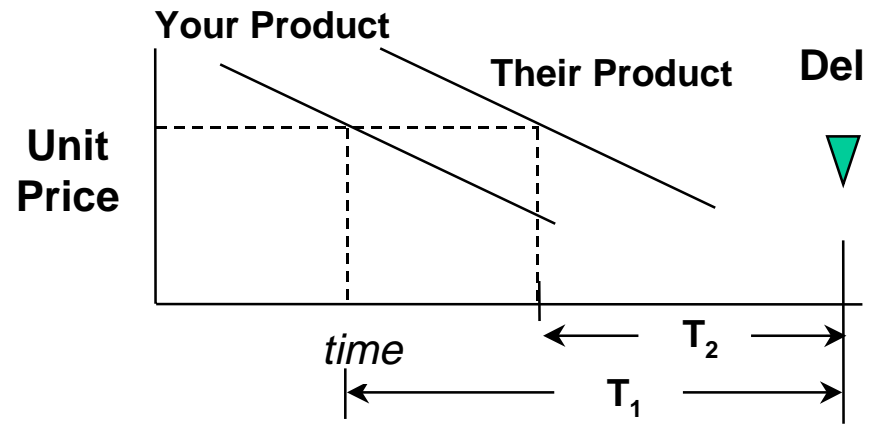 Your Product
Their Product
Del
Unit
Price
time
T₂
T₁